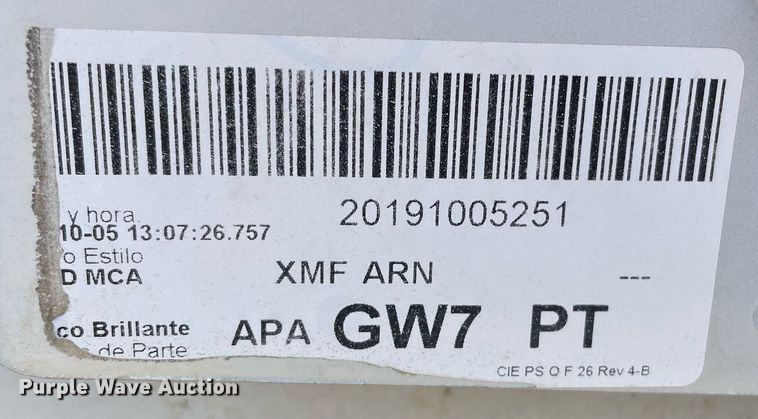 20191005251
y hora.
10-05 13:07:26.757
o Estilo
D MCA XMF ARN ---
co Brillante APA GW7 PT
de Parte
CIE PS O F 26 Rev 4-B
Purple Wave Auction